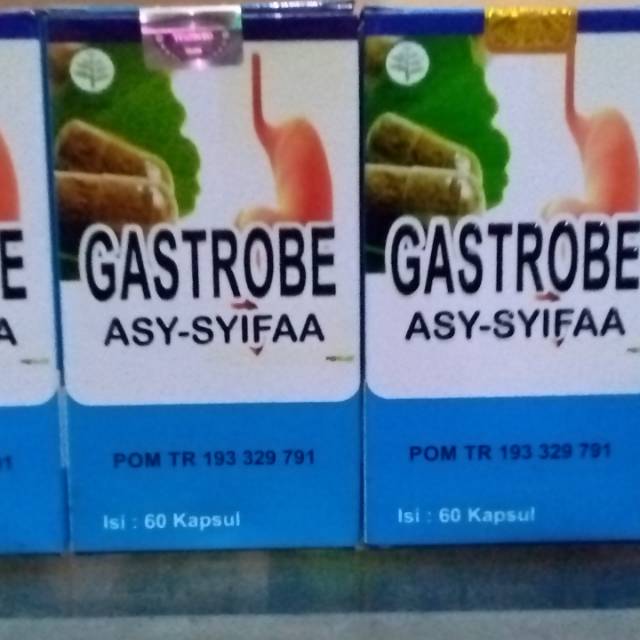 GASTROBE
ASY-SYIFAA
POM TR 193 329 791
Isi : 60 Kapsul
GASTROBE
ASY-SYIFAA
POM TR 193 329 791
Isi : 60 Kapsul